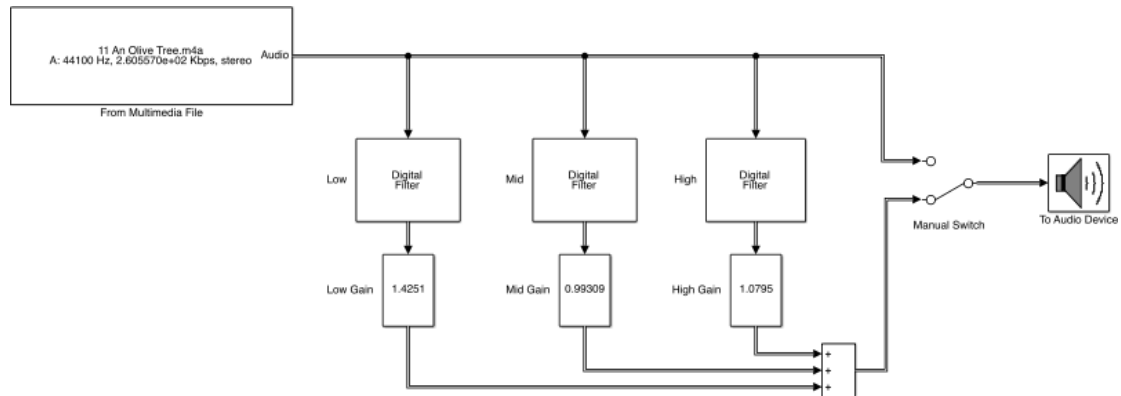 11 An Olive Tree.m4a
A: 44100 Hz, 2.605570e+02 Kbps, stereo
Audio
From Multimedia File
Low
Digital
Filter
Mid
Digital
Filter
High
Digital
Filter
Manual Switch
To Audio Device
Low Gain
1.4251
Mid Gain
0.99309
High Gain
1.0795
+
+
+